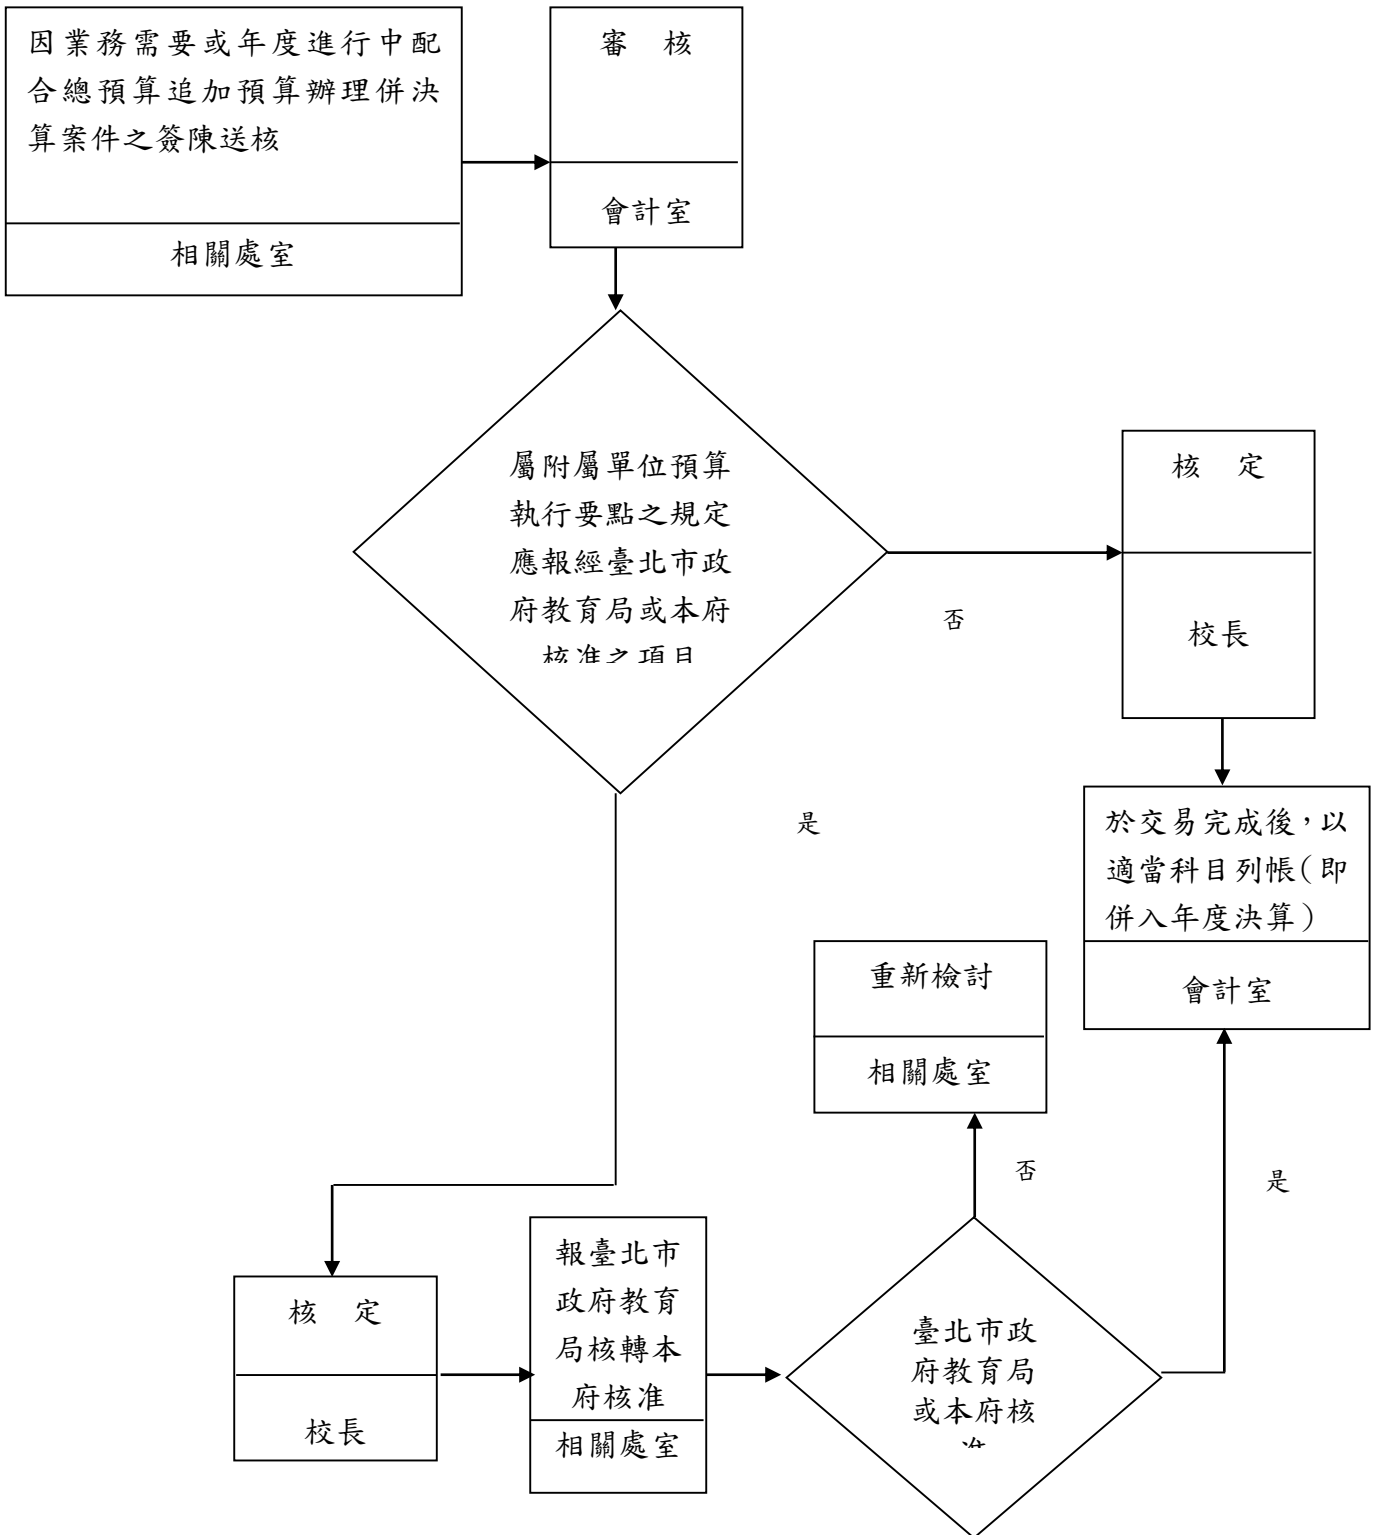 因業務需要或年度進行中配
合總預算追加預算辦理併決
算案件之簽陳送核
相關處室
審 核
會計室
屬附屬單位預算
執行要點之規定
應報經臺北市政
府教育局或本府
核准之項目
否
核 定
校長
是
於交易完成後，以
適當科目列帳（即
併入年度決算）
會計室
重新檢討
相關處室
否
是
核 定
校長
報臺北市
政府教育
局核轉本
府核准
相關處室
臺北市政
府教育局
或本府核
准